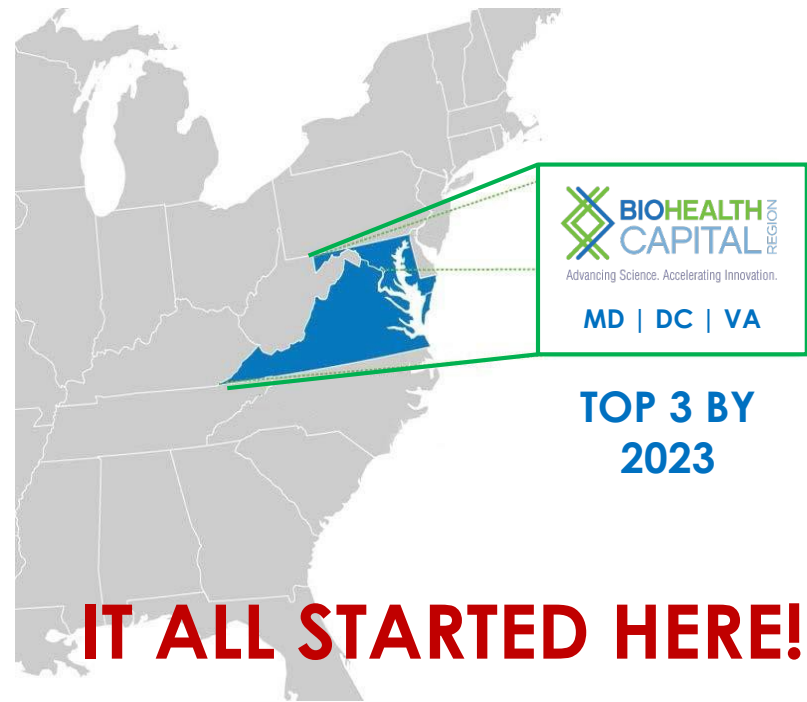 BIOHEALTH
CAPITAL
REGION
Advancing Science. Accelerating Innovation.
MD | DC | VA
TOP 3 BY
2023
IT ALL STARTED HERE!